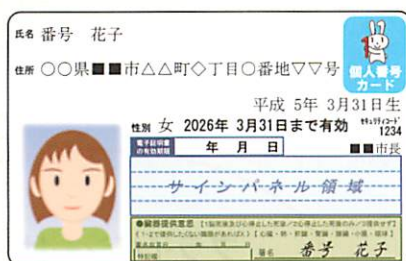 氏名 番号 花子
住所 ○○県■■市△△町◇丁目○番地▽▽号
個人番号
カード
平成 5年 3月31日生
性別 女 2026年 3月31日まで有効
セキュリティコード
1234
電子証明書
の有効期限
年 月 日
■■市長
サインパネル領域
●臓器提供意思
署名 番号 花子